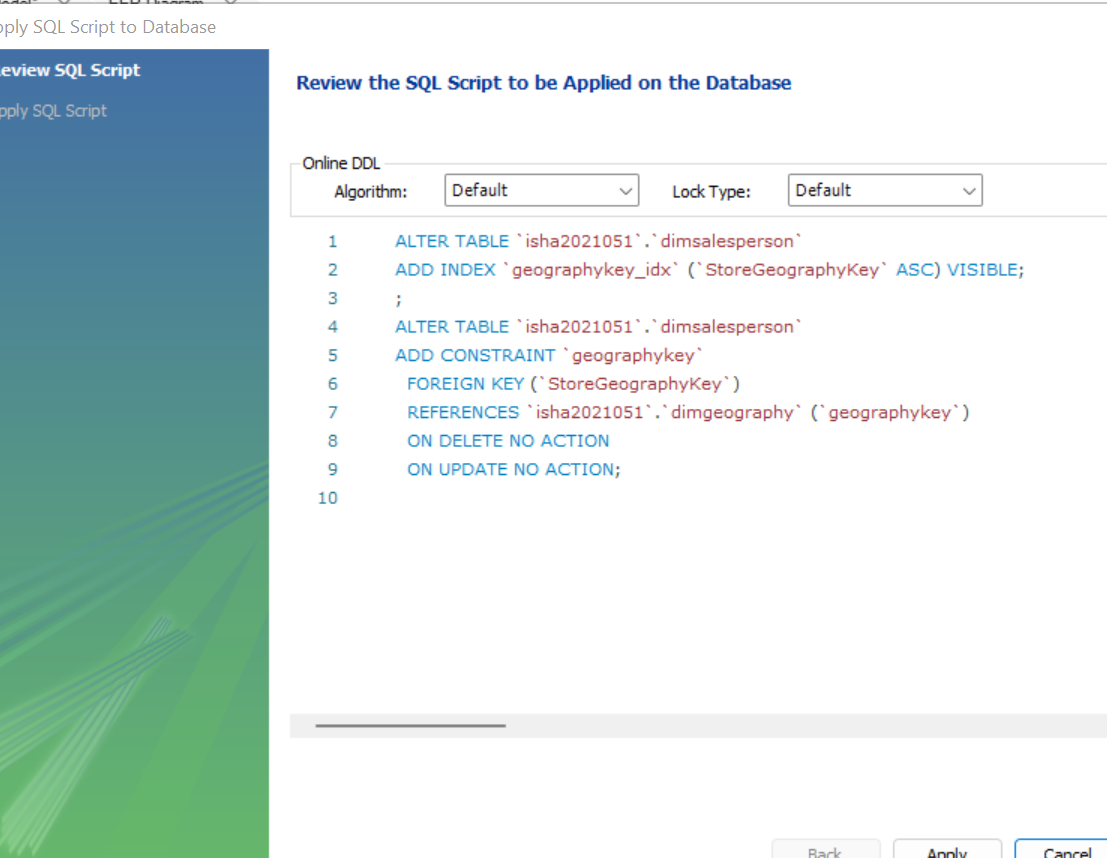 pply SQL Script to Database
eview SQL Script
pply SQL Script
Review the SQL Script to be Applied on the Database
Online DDL
Algorithm: Default Lock Type: Default
1 ALTER TABLE `isha2021051`.`dimsalesperson`
2 ADD INDEX `geographykey_idx` (`StoreGeographyKey` ASC) VISIBLE;
3 ;
4 ALTER TABLE `isha2021051`.`dimsalesperson`
5 ADD CONSTRAINT `geographykey`
6 FOREIGN KEY (`StoreGeographyKey`)
7 REFERENCES `isha2021051`.`dimgeography` (`geographykey`)
8 ON DELETE NO ACTION
9 ON UPDATE NO ACTION;
10
Back Apply Cancel